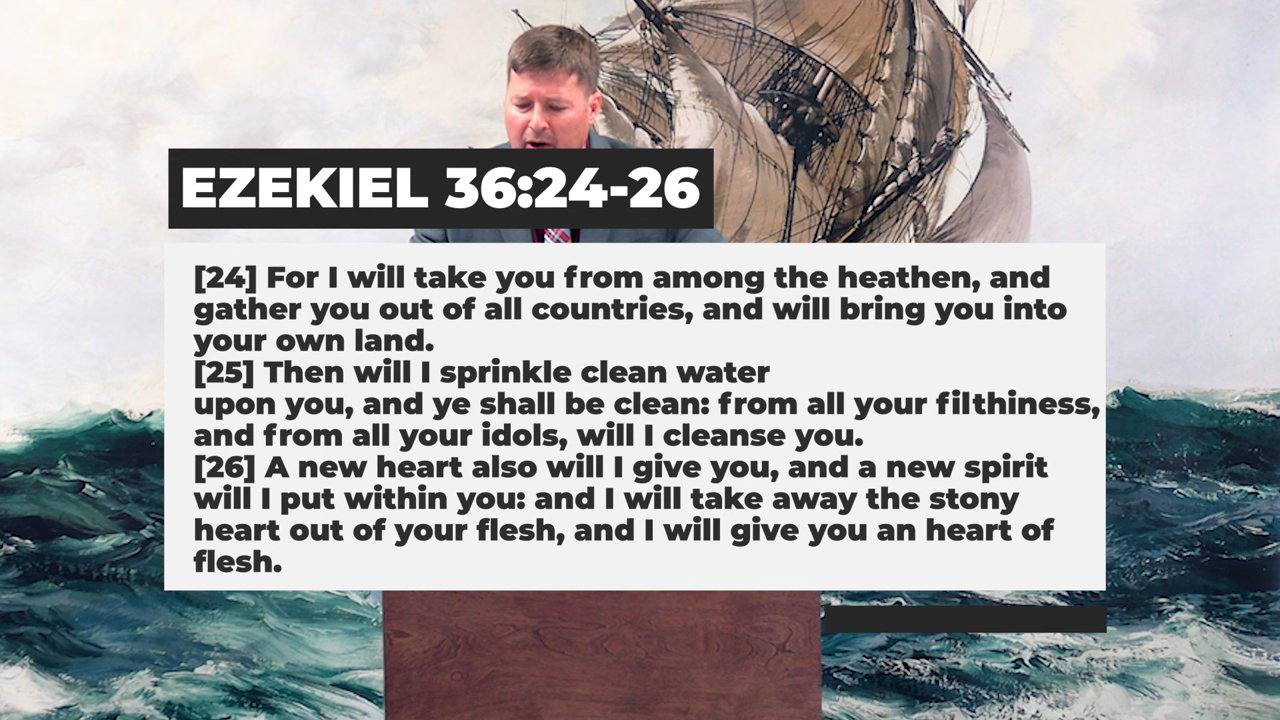 EZEKIEL 36:24-26
[24] For I will take you from among the heathen, and
gather you out of all countries, and will bring you into
your own land.
[25] Then will I sprinkle clean water
upon you, and ye shall be clean: from all your filthiness,
and from all your idols, will I cleanse you.
[26] A new heart also will I give you, and a new spirit
will I put within you: and I will take away the stony
heart out of your flesh, and I will give you an heart of
flesh.